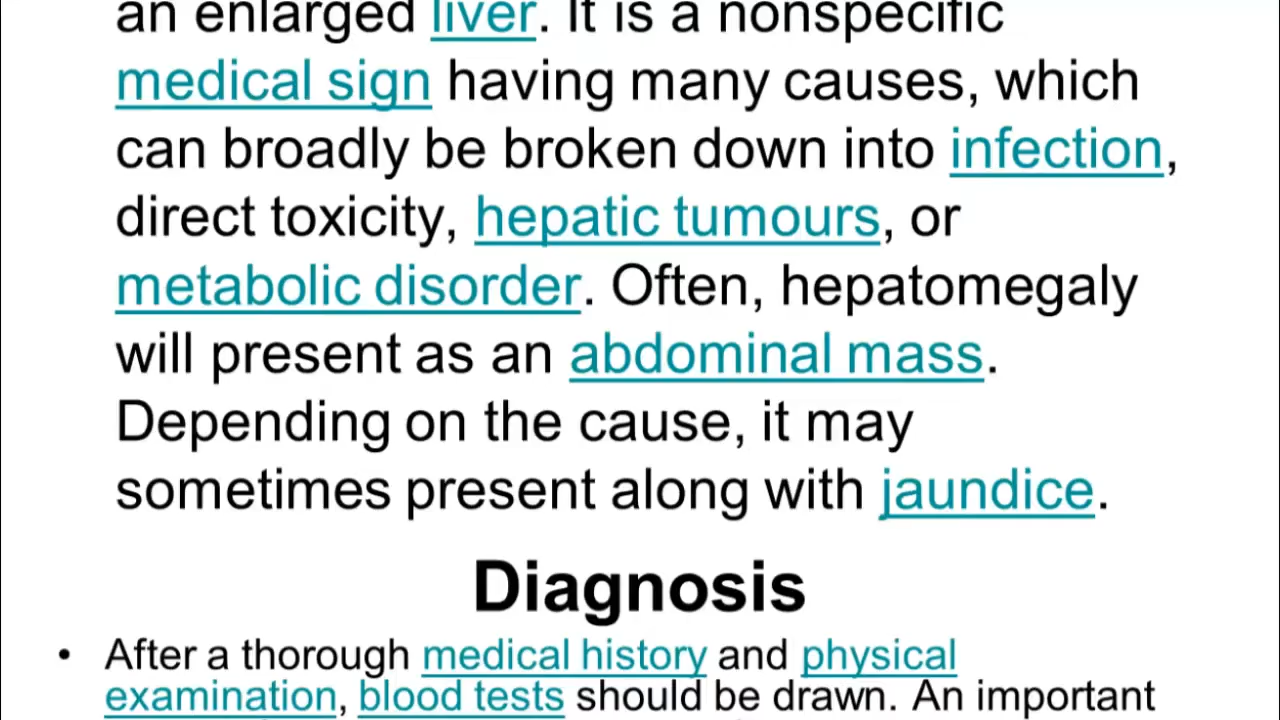 an enlarged liver. It is a nonspecific
medical sign having many causes, which
can broadly be broken down into infection,
direct toxicity, hepatic tumours, or
metabolic disorder. Often, hepatomegaly
will present as an abdominal mass.
Depending on the cause, it may
sometimes present along with jaundice.
Diagnosis
• After a thorough medical history and physical
examination, blood tests should be drawn. An important